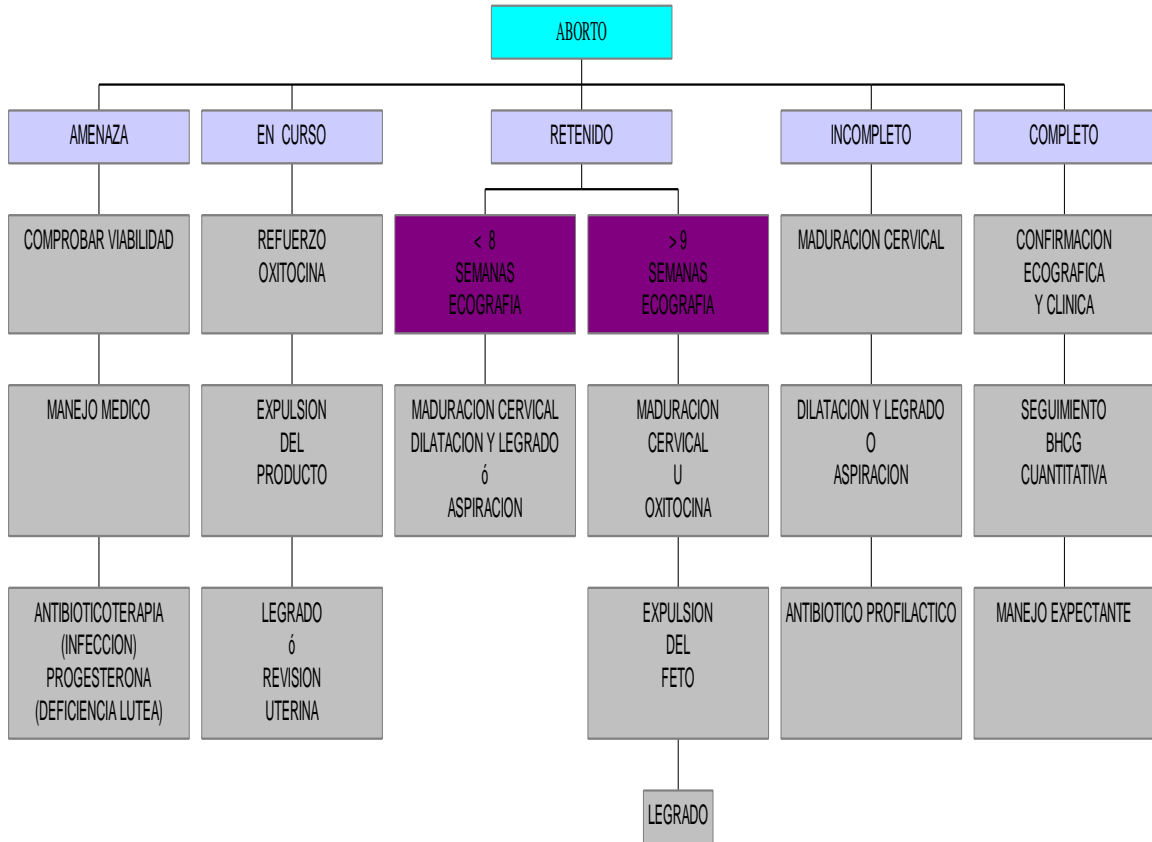 ABORTO
AMENAZA
EN CURSO
RETENIDO
INCOMPLETO
COMPLETO
COMPROBAR VIABILIDAD
REFUERZO
OXITOCINA
< 8
SEMANAS
ECOGRAFIA
> 9
SEMANAS
ECOGRAFIA
MADURACION CERVICAL
CONFIRMACION
ECOGRAFICA
Y CLINICA
MANEJO MEDICO
EXPULSION
DEL
PRODUCTO
MADURACION CERVICAL
DILATACION Y LEGRADO
ó
ASPIRACION
MADURACION
CERVICAL
U
OXITOCINA
DILATACION Y LEGRADO
O
ASPIRACION
SEGUIMIENTO
BHCG
CUANTITATIVA
ANTIBIOTICOTERAPIA
(INFECCION)
PROGESTERONA
(DEFICIENCIA LUTEA)
LEGRADO
ó
REVISION
UTERINA
EXPULSION
DEL
FETO
ANTIBIOTICO PROFILACTICO
MANEJO EXPECTANTE
LEGRADO